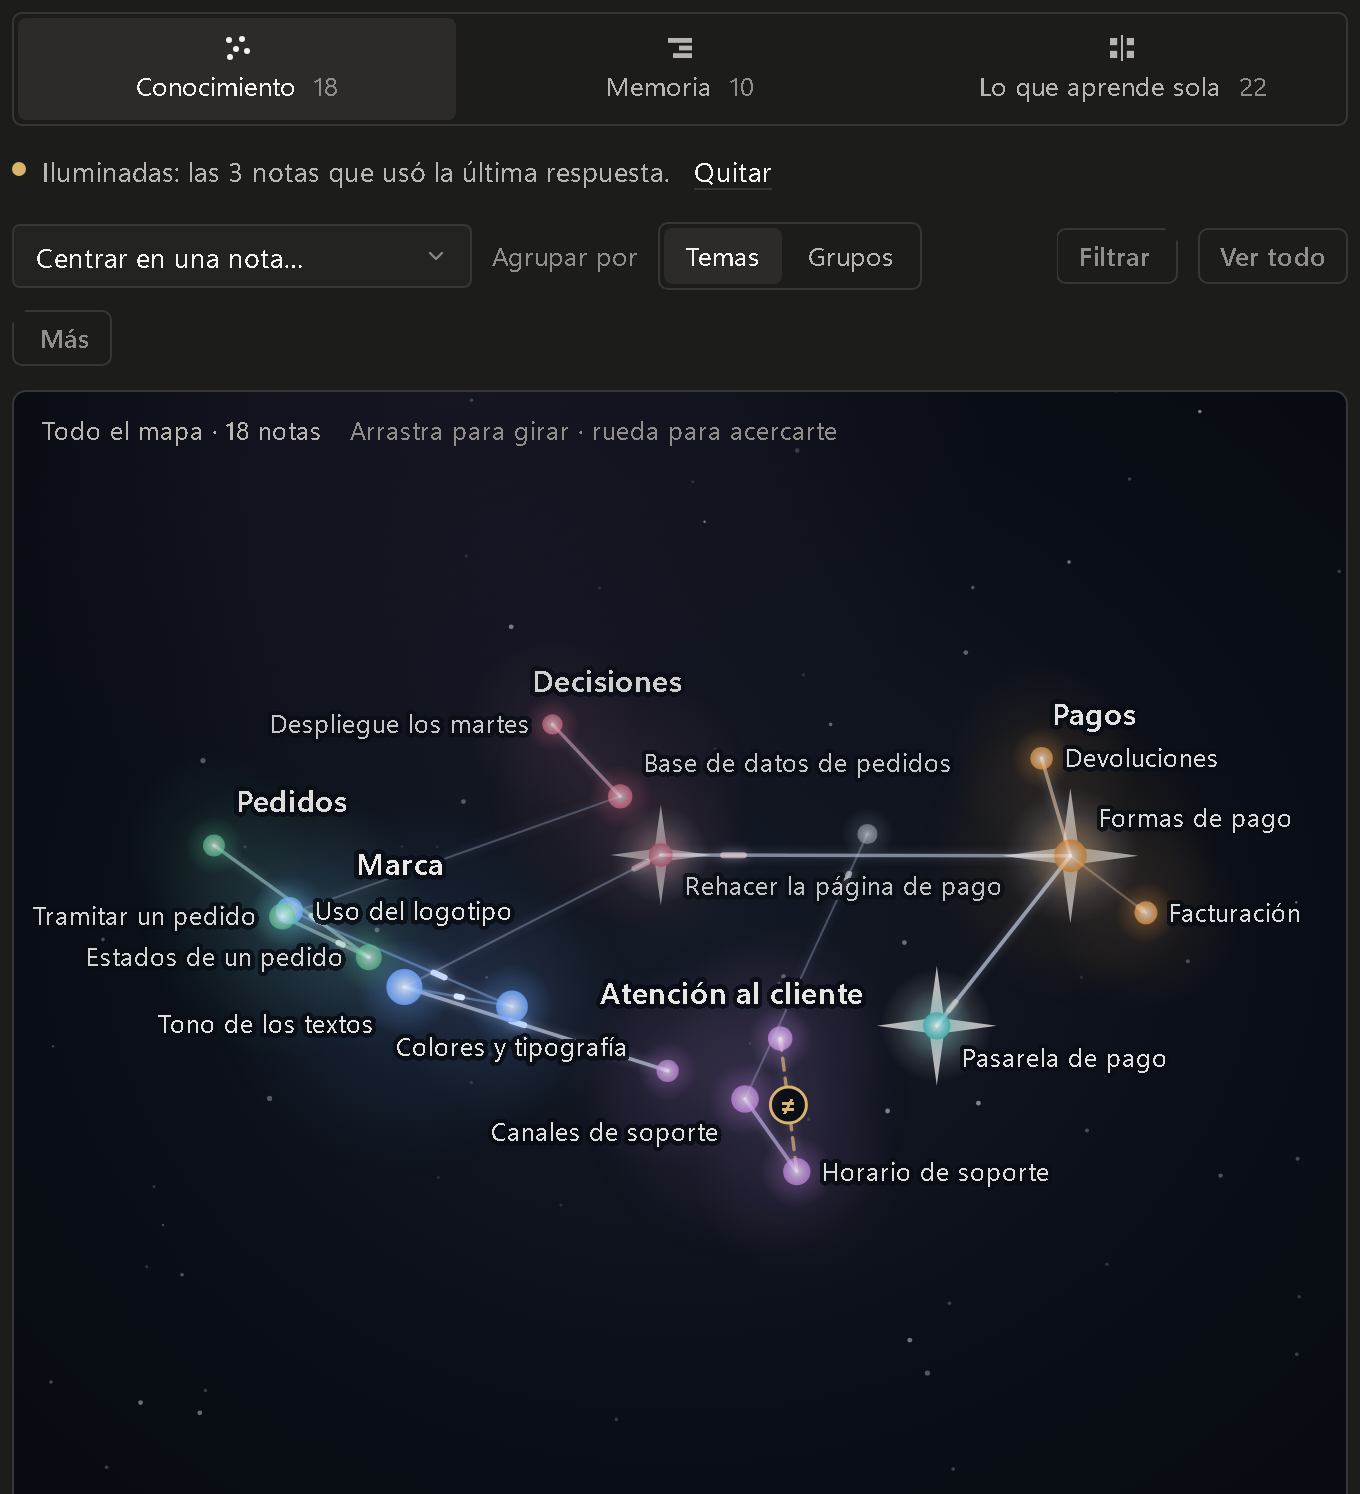 Conocimiento 18
Memoria 10
Lo que aprende sola 22
Iluminadas: las 3 notas que usó la última respuesta. Quitar
Centrar en una nota...
Agrupar por
Temas
Grupos
Filtrar
Ver todo
Más
Todo el mapa · 18 notas Arrastra para girar · rueda para acercarte
Decisiones
Despliegue los martes
Pagos
Devoluciones
Base de datos de pedidos
Pedidos
Formas de pago
Marca
Rehacer la página de pago
Tramitar un pedido
Uso del logotipo
Facturación
Estados de un pedido
Atención al cliente
Tono de los textos
Colores y tipografía
Pasarela de pago
≠
Canales de soporte
Horario de soporte